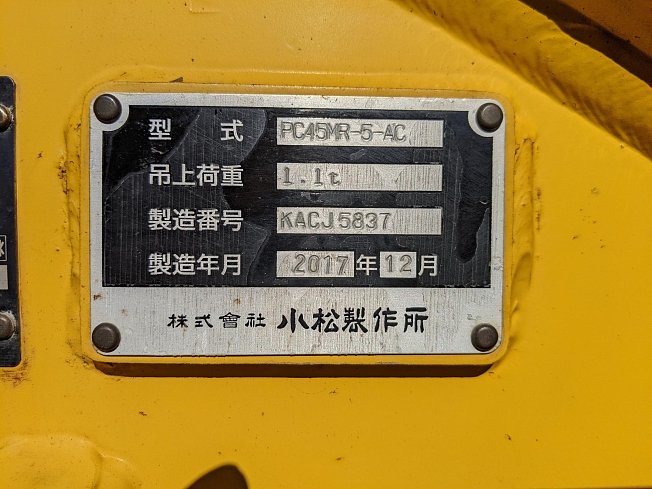 型 式 PC45MR-5-AC
吊上荷重 1.1t
製造番号 KACJ5837
製造年月 2017年12月
株式會社 小松製作所